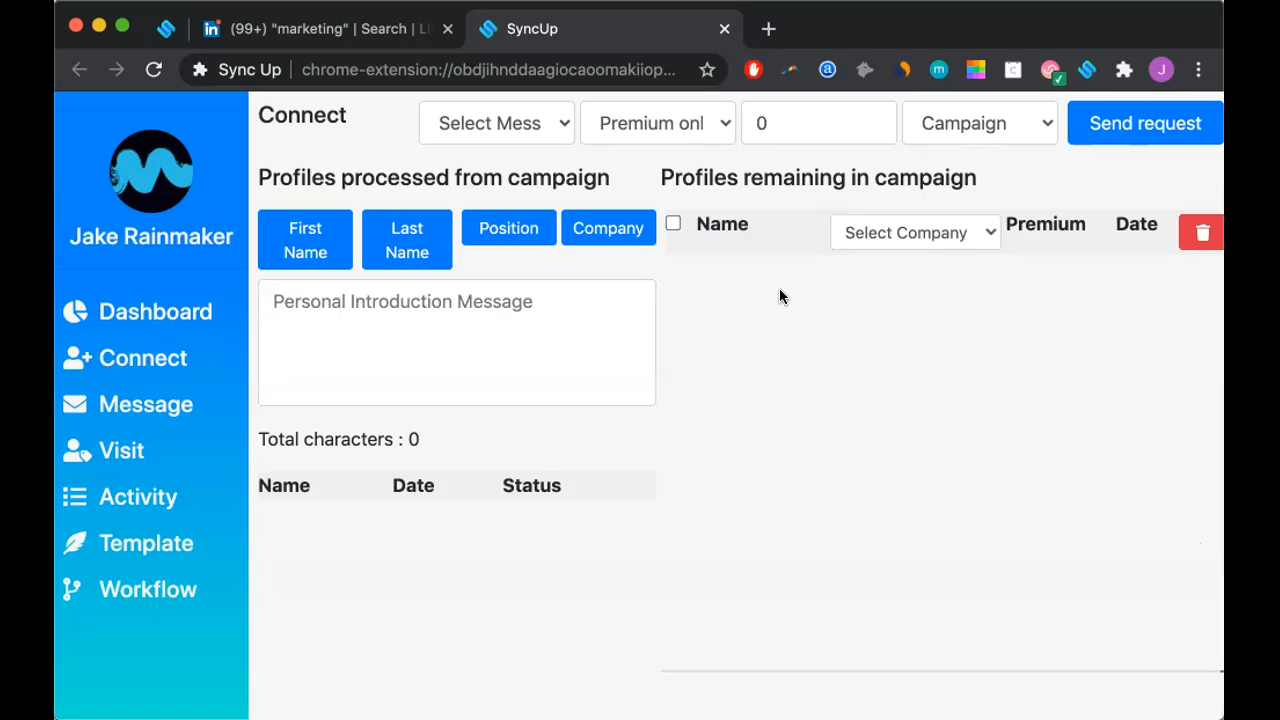 (99+) "marketing" | Search | LI
SyncUp
Sync Up
chrome-extension://obdjihnddaagiocaoomakiiop...
J
Jake Rainmaker
Dashboard
Connect
Message
Visit
Activity
Template
Workflow
Connect
Select Mess
Premium onl
0
Campaign
Send request
Profiles processed from campaign
First Name
Last Name
Position
Company
Personal Introduction Message
Total characters : 0
Name Date Status
Profiles remaining in campaign
Name
Select Company
Premium
Date